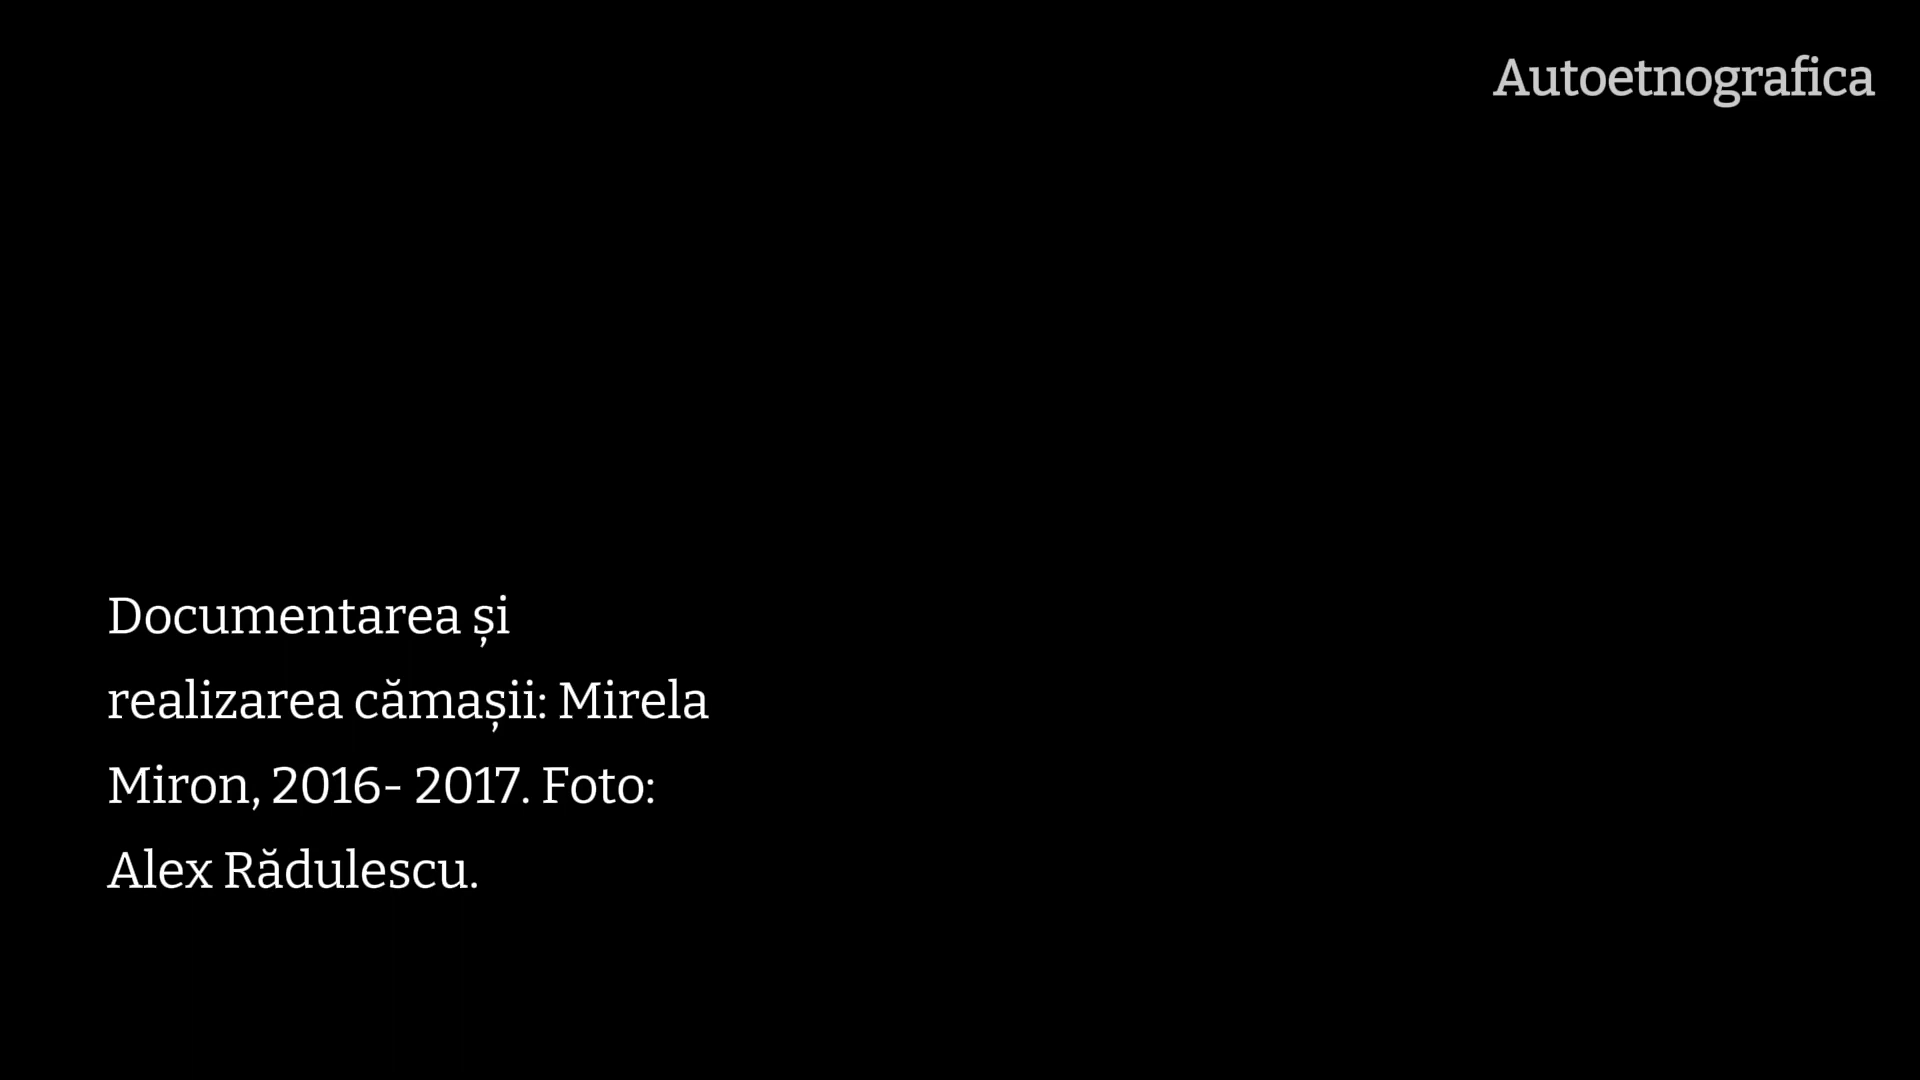 Autoetnografica
Documentarea și
realizarea cămașii: Mirela
Miron, 2016- 2017. Foto:
Alex Rădulescu.